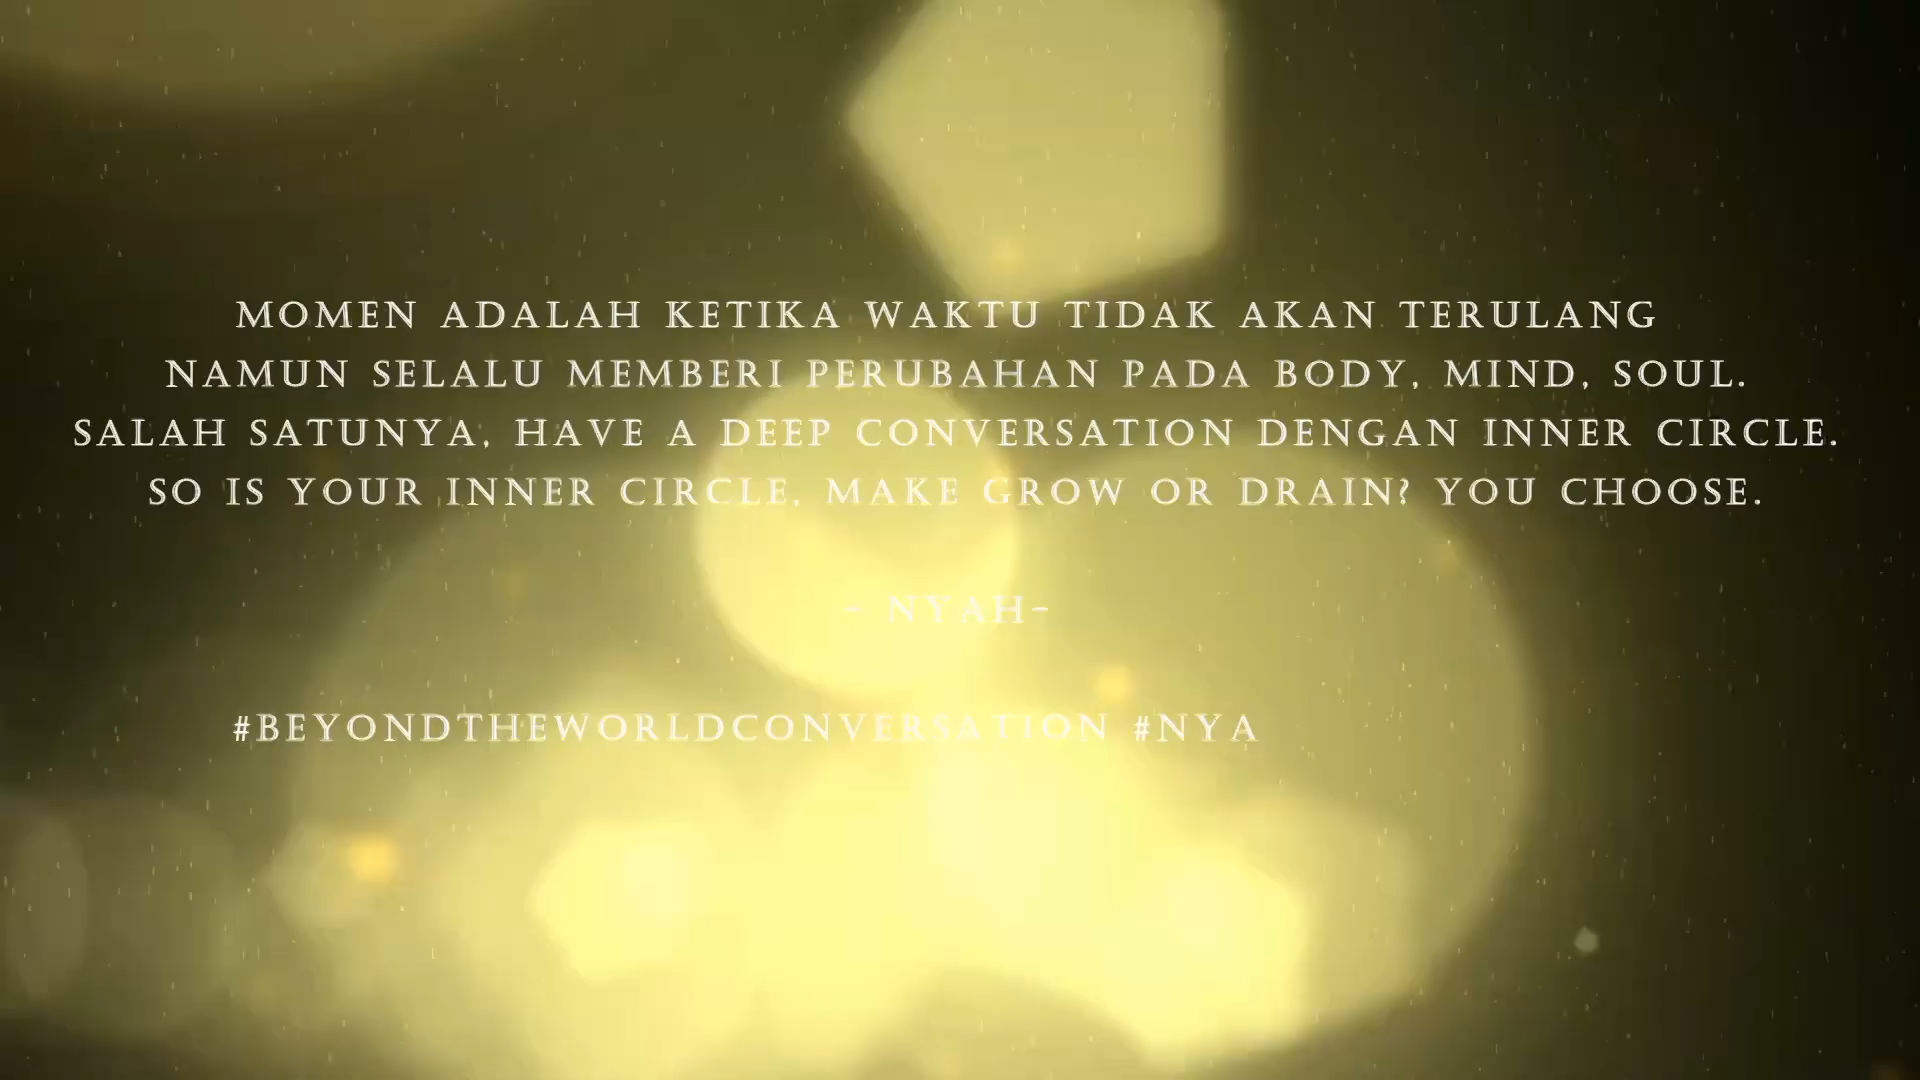 MOMEN ADALAH KETIKA WAKTU TIDAK AKAN TERULANG
NAMUN SELALU MEMBERI PERUBAHAN PADA BODY, MIND, SOUL.
SALAH SATUNYA, HAVE A DEEP CONVERSATION DENGAN INNER CIRCLE.
SO IS YOUR INNER CIRCLE, MAKE GROW OR DRAIN? YOU CHOOSE.
- NYAH-
#BEYONDTHEWORLDCONVERSATION #NYA